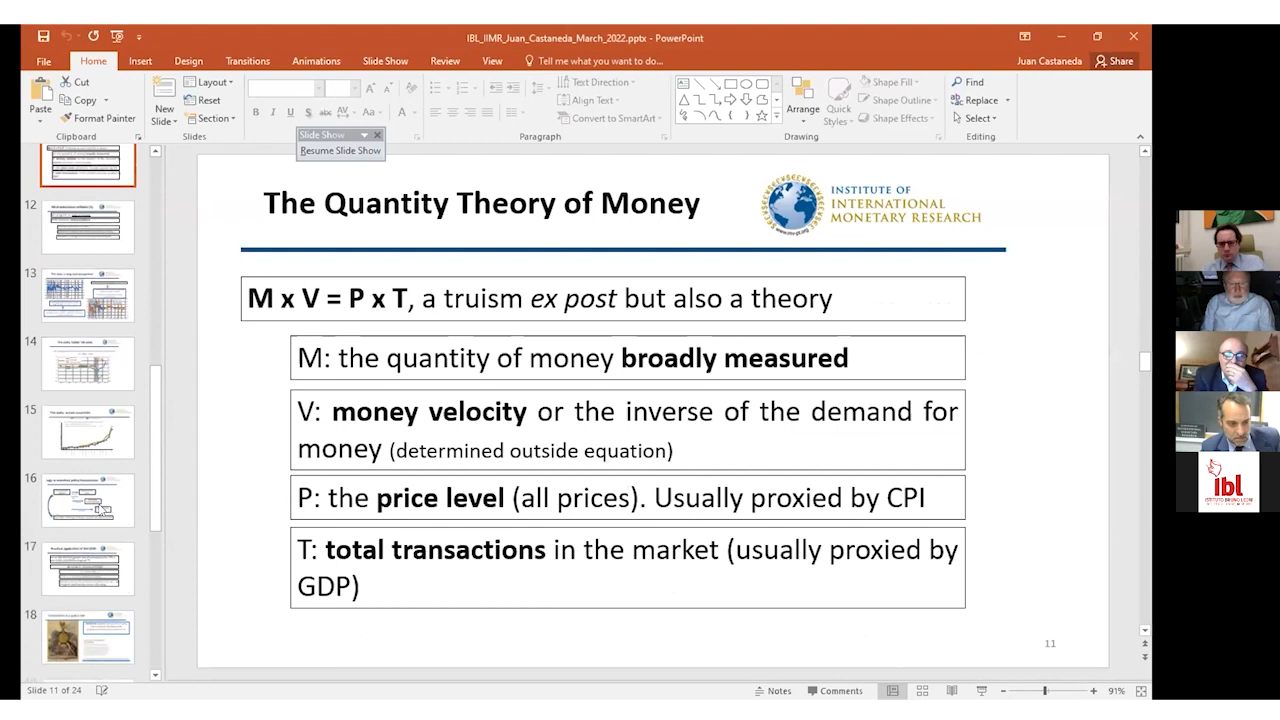 IBL_IIMR_Juan_Castaneda_March_2022.pptx - PowerPoint
File Home Insert Design Transitions Animations Slide Show Review View Tell me what you want to do... Juan Castaneda Share
Paste Cut Copy Format Painter Clipboard
New Slide Layout Reset Section Slides
B I U S abc AV Aa A
Text Direction Align Text Convert to SmartArt Paragraph
Arrange Quick Styles Shape Fill Shape Outline Shape Effects Drawing
Find Replace Select Editing
Slide Show
Resume Slide Show
12
13
14
15
16
17
18
The Quantity Theory of Money
INSTITUTE OF
INTERNATIONAL
MONETARY RESEARCH
M x V = P x T, a truism ex post but also a theory
M: the quantity of money broadly measured
V: money velocity or the inverse of the demand for
money (determined outside equation)
P: the price level (all prices). Usually proxied by CPI
T: total transactions in the market (usually proxied by
GDP)
11
Slide 11 of 24 Notes Comments 91%
ibl
ISTITUTO BRUNO LEONI